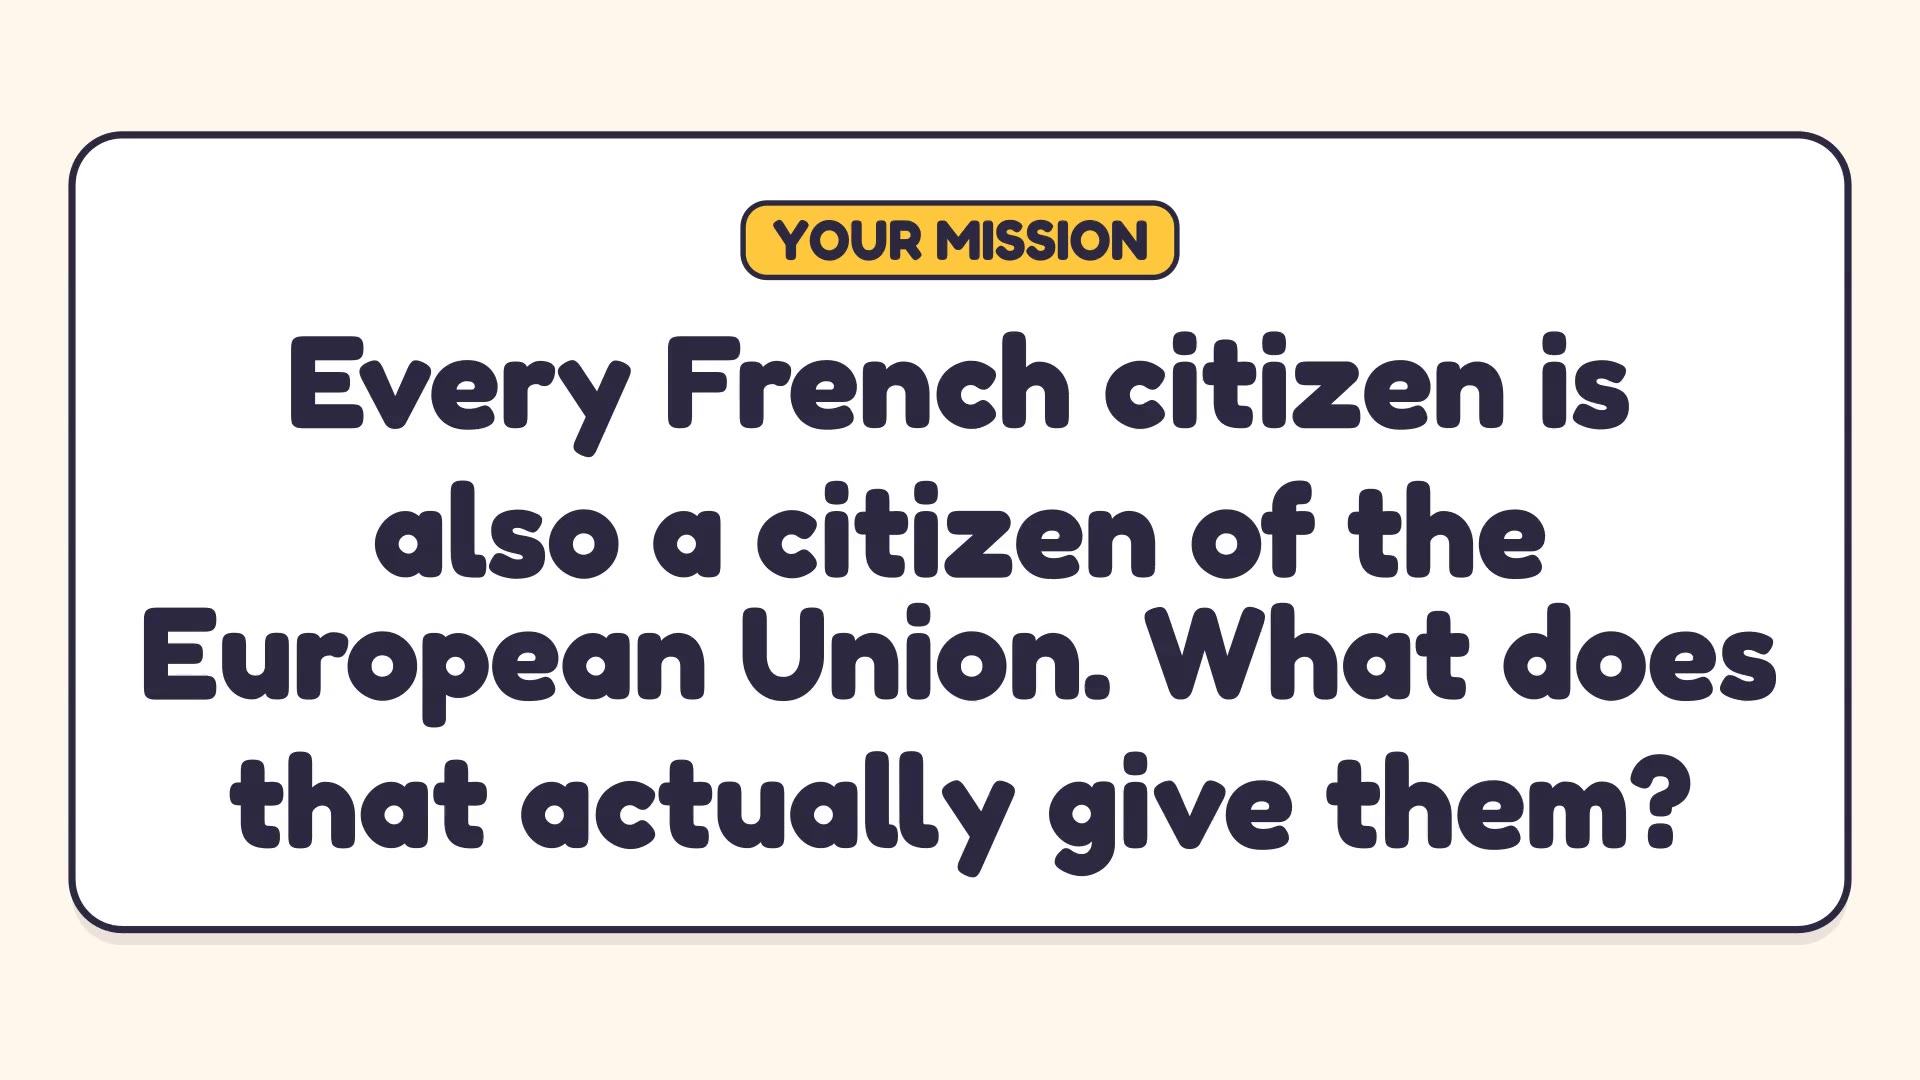 YOUR MISSION
Every French citizen is
also a citizen of the
European Union. What does
that actually give them?